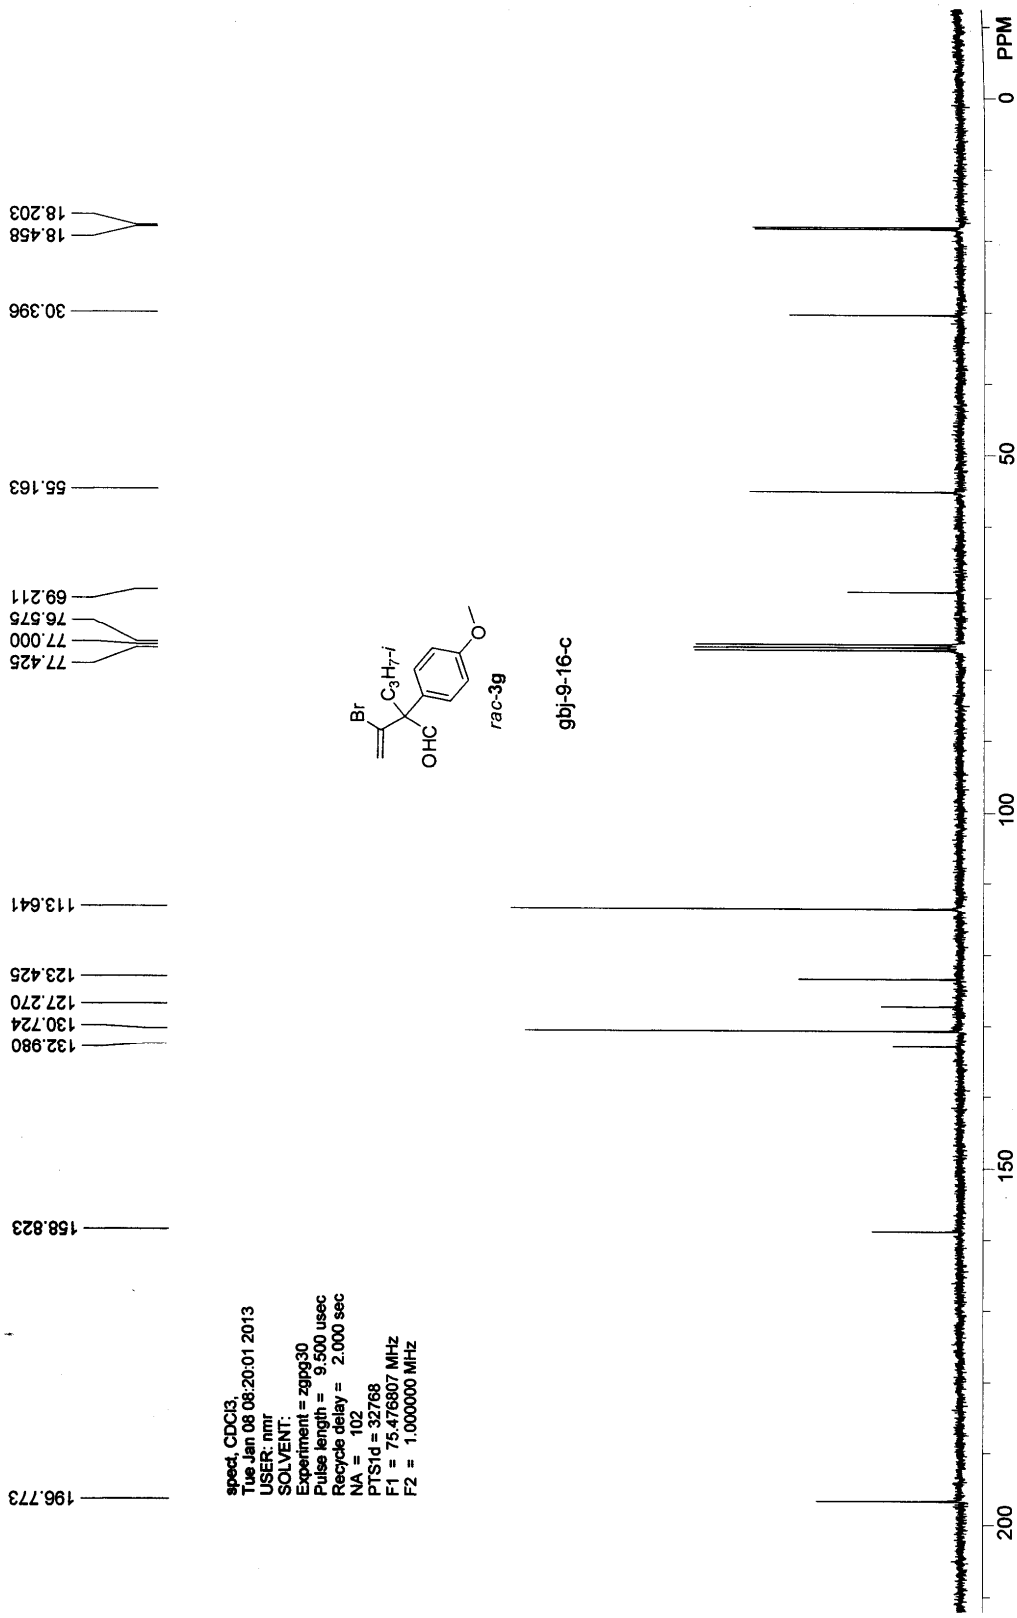 18.203
18.458
30.396
55.163
69.211
76.575
77.000
77.425
113.641
123.425
127.270
130.724
132.980
158.823
196.773
Br
C3H7-i
OHC
O
rac-3g
gbj-9-16-c
spect, CDCl3,
Tue Jan 08 08:20:01 2013
USER: nmr
SOLVENT:
Experiment = zgpg30
Pulse length = 9.500 usec
Recycle delay = 2.000 sec
NA = 102
PTS1d = 32768
F1 = 75.476807 MHz
F2 = 1.000000 MHz
PPM
0
50
100
150
200